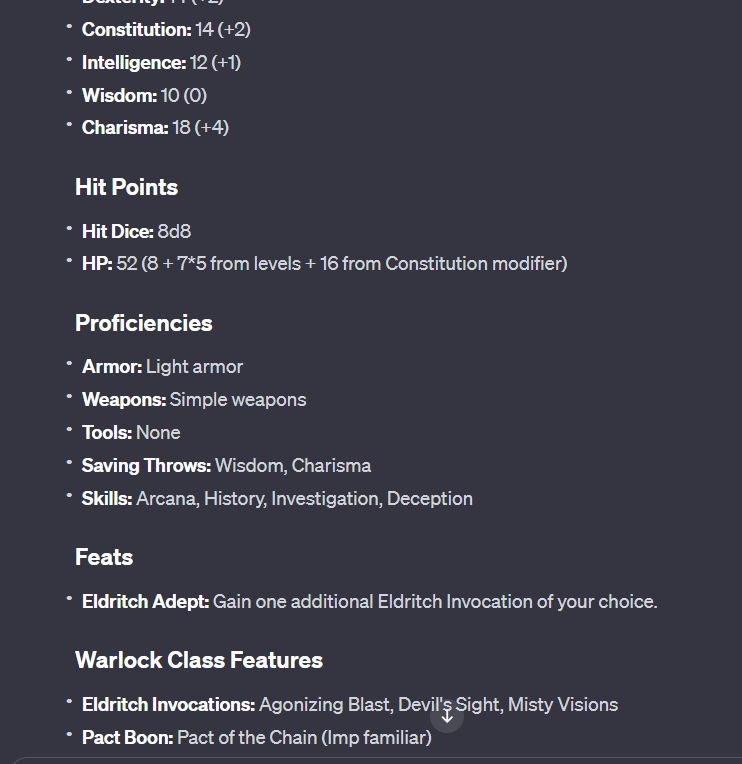 Constitution: 14 (+2)
Intelligence: 12 (+1)
Wisdom: 10 (0)
Charisma: 18 (+4)
Hit Points
Hit Dice: 8d8
HP: 52 (8 + 7*5 from levels + 16 from Constitution modifier)
Proficiencies
Armor: Light armor
Weapons: Simple weapons
Tools: None
Saving Throws: Wisdom, Charisma
Skills: Arcana, History, Investigation, Deception
Feats
Eldritch Adept: Gain one additional Eldritch Invocation of your choice.
Warlock Class Features
Eldritch Invocations: Agonizing Blast, Devil's Sight, Misty Visions
Pact Boon: Pact of the Chain (Imp familiar)